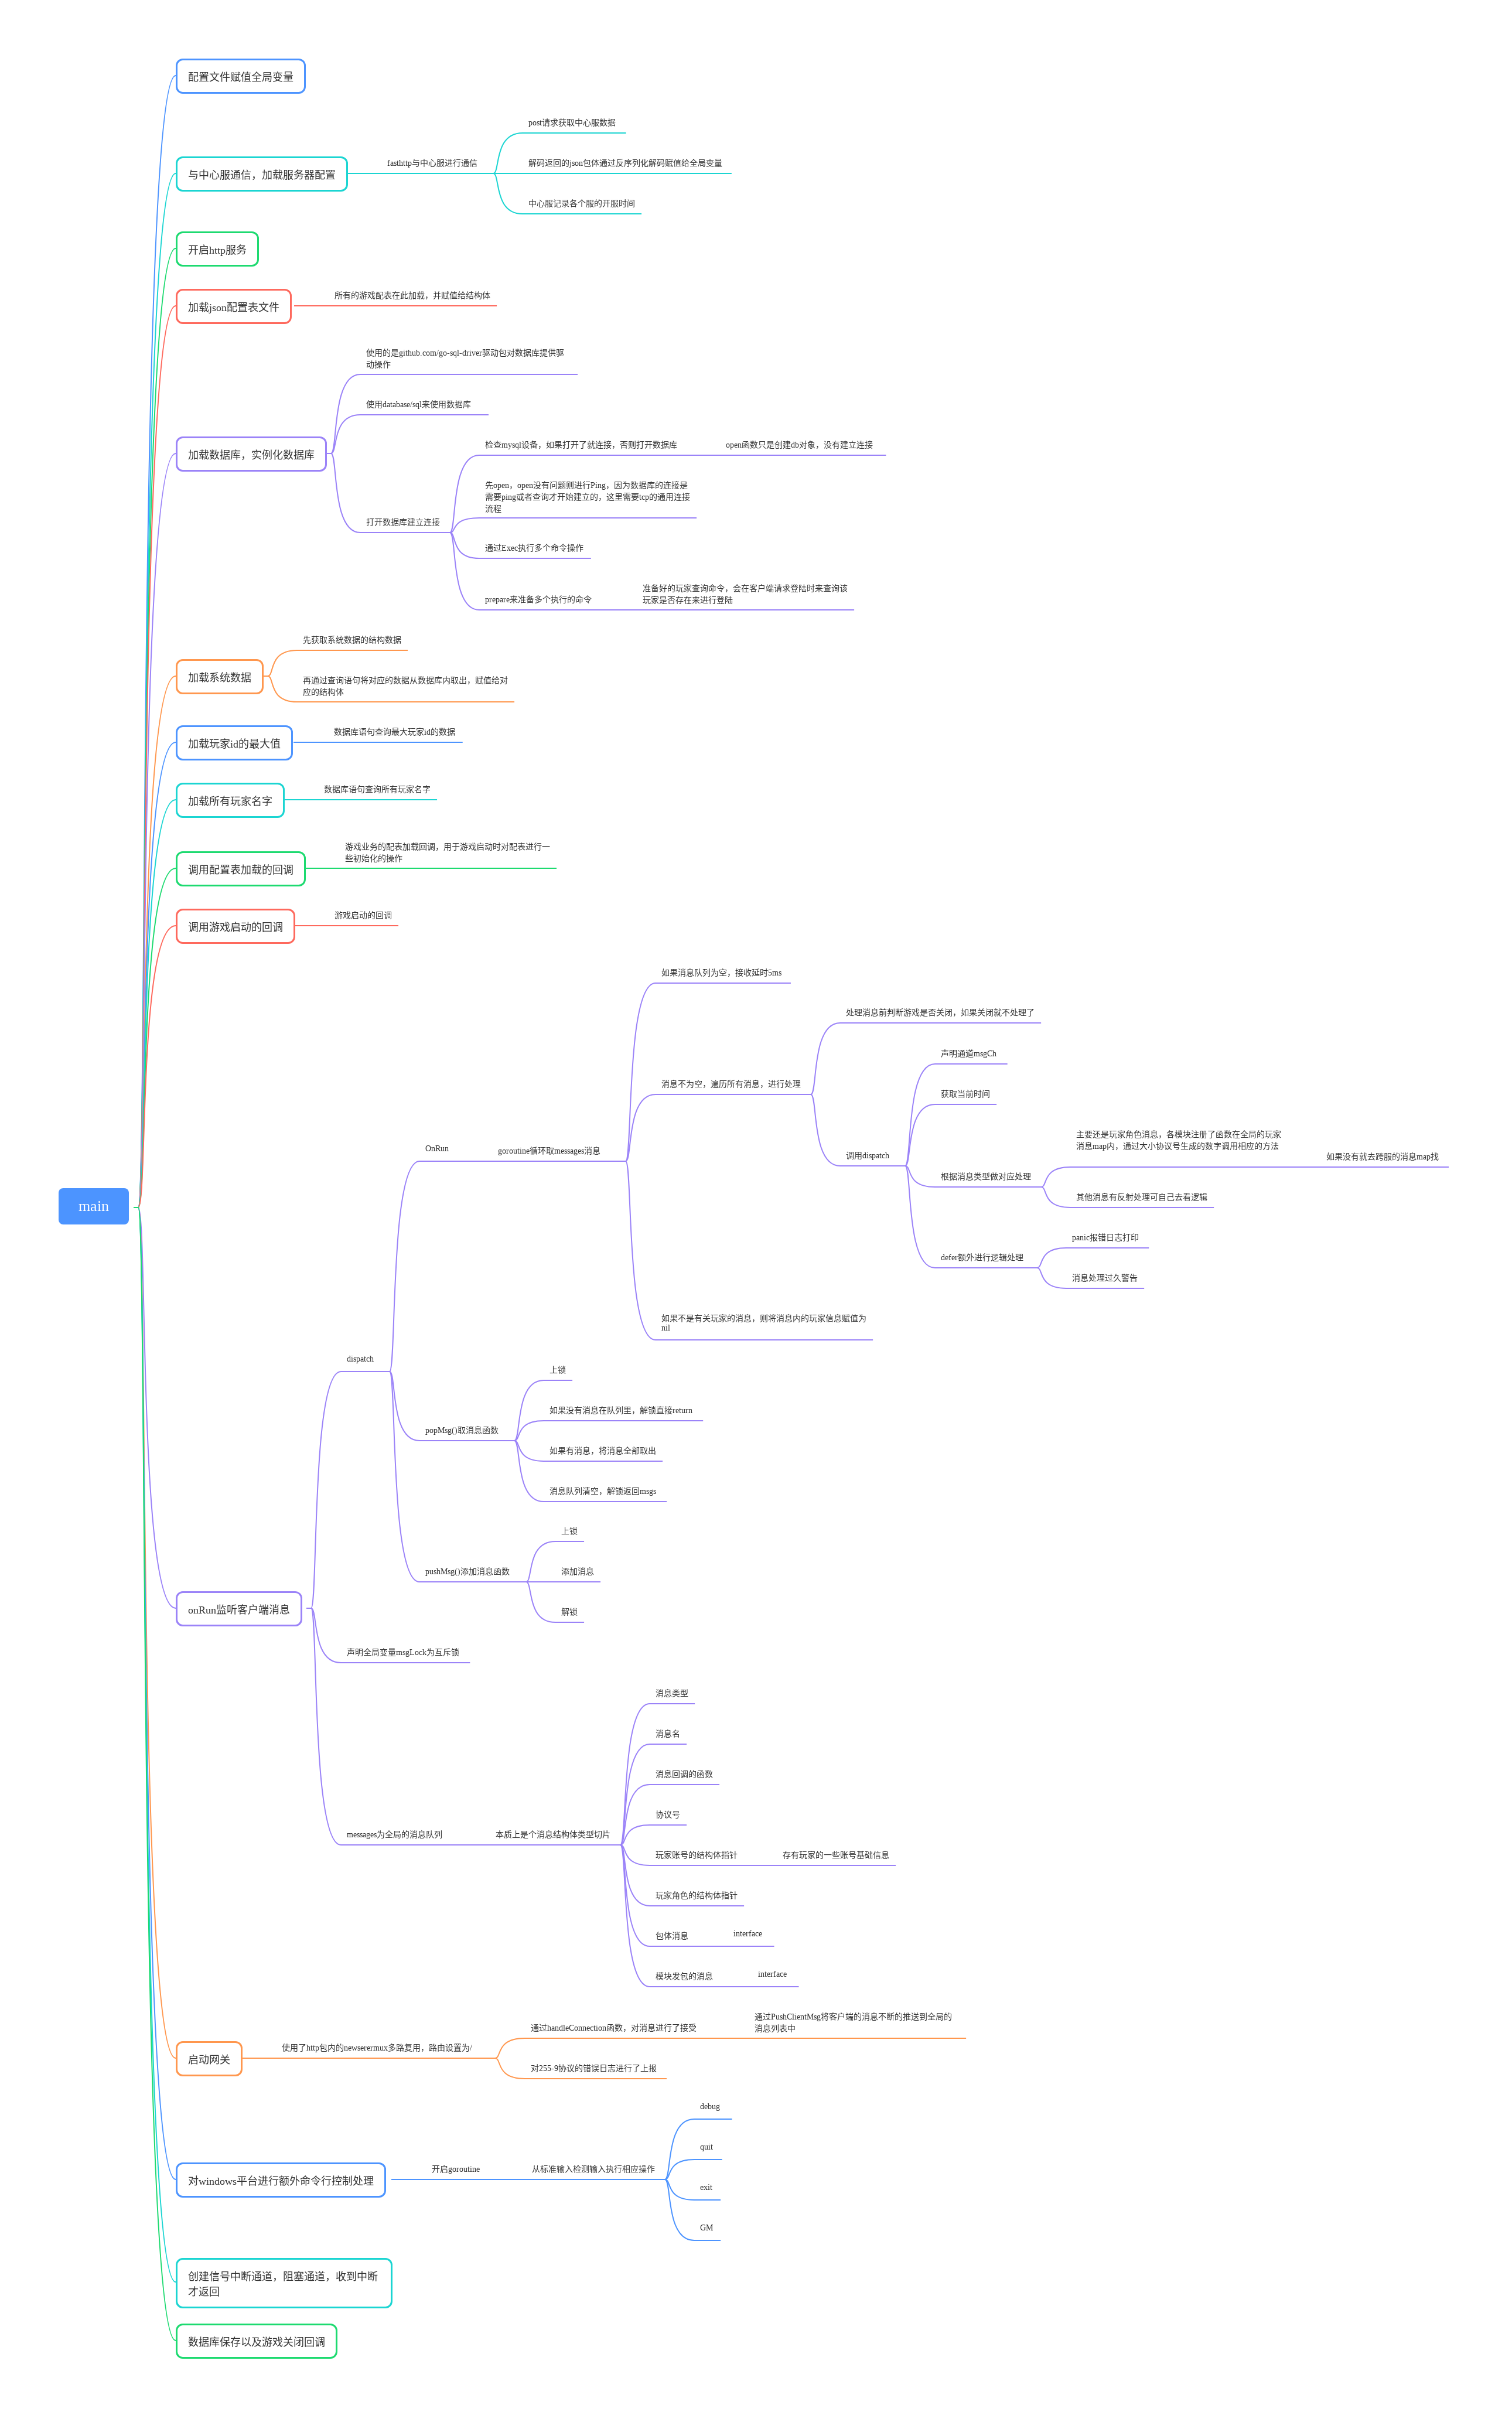 main
配置文件赋值全局变量
与中心服通信，加载服务器配置
fasthttp与中心服进行通信
post请求获取中心服数据
解码返回的json包体通过反序列化解码赋值给全局变量
中心服记录各个服的开服时间
开启http服务
加载json配置表文件
所有的游戏配表在此加载，并赋值给结构体
加载数据库，实例化数据库
使用的是github.com/go-sql-driver驱动包对数据库提供驱
动操作
使用database/sql来使用数据库
打开数据库建立连接
检查mysql设备，如果打开了就连接，否则打开数据库
open函数只是创建db对象，没有建立连接
先open，open没有问题则进行Ping，因为数据库的连接是
需要ping或者查询才开始建立的，这里需要tcp的通用连接
流程
通过Exec执行多个命令操作
prepare来准备多个执行的命令
准备好的玩家查询命令，会在客户端请求登陆时来查询该
玩家是否存在来进行登陆
加载系统数据
先获取系统数据的结构数据
再通过查询语句将对应的数据从数据库内取出，赋值给对
应的结构体
加载玩家id的最大值
数据库语句查询最大玩家id的数据
加载所有玩家名字
数据库语句查询所有玩家名字
调用配置表加载的回调
游戏业务的配表加载回调，用于游戏启动时对配表进行一
些初始化的操作
调用游戏启动的回调
游戏启动的回调
onRun监听客户端消息
dispatch
OnRun
goroutine循环取messages消息
如果消息队列为空，接收延时5ms
消息不为空，遍历所有消息，进行处理
处理消息前判断游戏是否关闭，如果关闭就不处理了
调用dispatch
声明通道msgCh
获取当前时间
根据消息类型做对应处理
主要还是玩家角色消息，各模块注册了函数在全局的玩家
消息map内，通过大小协议号生成的数字调用相应的方法
如果没有就去跨服的消息map找
其他消息有反射处理可自己去看逻辑
defer额外进行逻辑处理
panic报错日志打印
消息处理过久警告
如果不是有关玩家的消息，则将消息内的玩家信息赋值为
nil
popMsg()取消息函数
上锁
如果没有消息在队列里，解锁直接return
如果有消息，将消息全部取出
消息队列清空，解锁返回msgs
pushMsg()添加消息函数
上锁
添加消息
解锁
声明全局变量msgLock为互斥锁
messages为全局的消息队列
本质上是个消息结构体类型切片
消息类型
消息名
消息回调的函数
协议号
玩家账号的结构体指针
存有玩家的一些账号基础信息
玩家角色的结构体指针
包体消息
interface
模块发包的消息
interface
启动网关
使用了http包内的newserermux多路复用，路由设置为/
通过handleConnection函数，对消息进行了接受
通过PushClientMsg将客户端的消息不断的推送到全局的
消息列表中
对255-9协议的错误日志进行了上报
对windows平台进行额外命令行控制处理
开启goroutine
从标准输入检测输入执行相应操作
debug
quit
exit
GM
创建信号中断通道，阻塞通道，收到中断
才返回
数据库保存以及游戏关闭回调